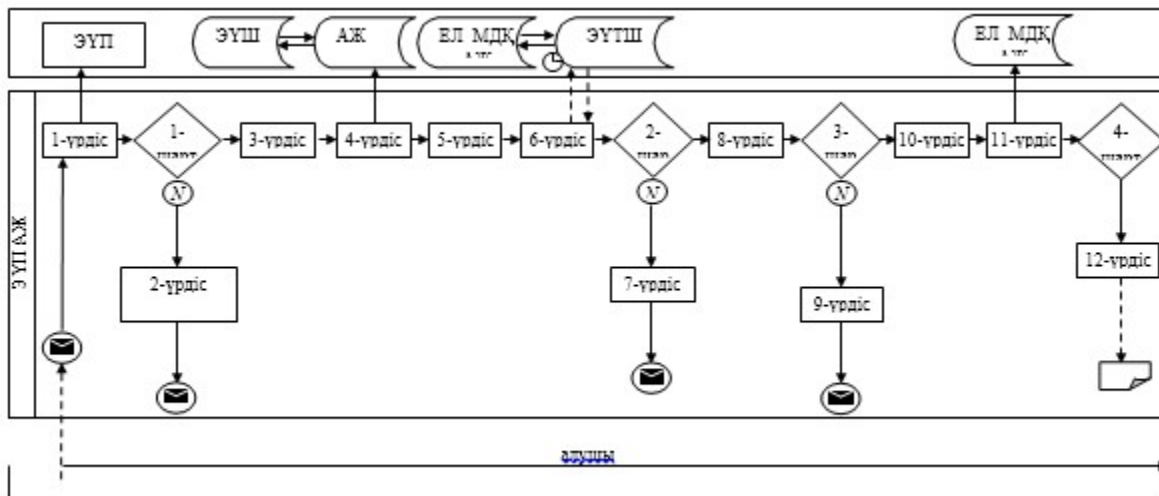 ЭҮП
ЭҮШ
АЖ
ЕЛ МДҚ
ЭҮТШ
ЕЛ МДҚ
1-үрдіс
1-
3-үрдіс
4-үрдіс
5-үрдіс
6-үрдіс
2-
8-үрдіс
3-
10-үрдіс
11-үрдіс
4-
N
N
N
2-үрдіс
7-үрдіс
9-үрдіс
12-үрдіс
ЭҮП АЖ
алушы